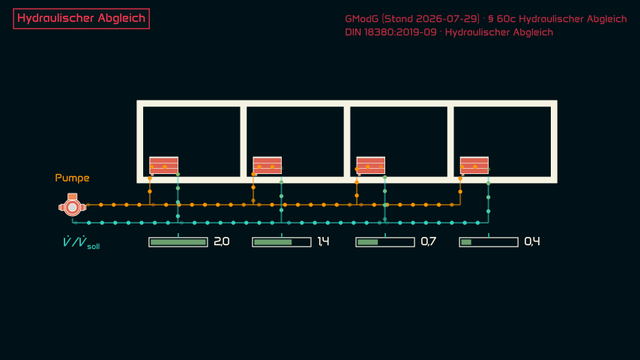 Hydraulischer Abgleich
GModG (Stand 2026-07-29) · § 60c Hydraulischer Abgleich
DIN 18380:2019-09 · Hydraulischer Abgleich
Pumpe
V̇/V̇soll
2,0
1,4
0,7
0,4